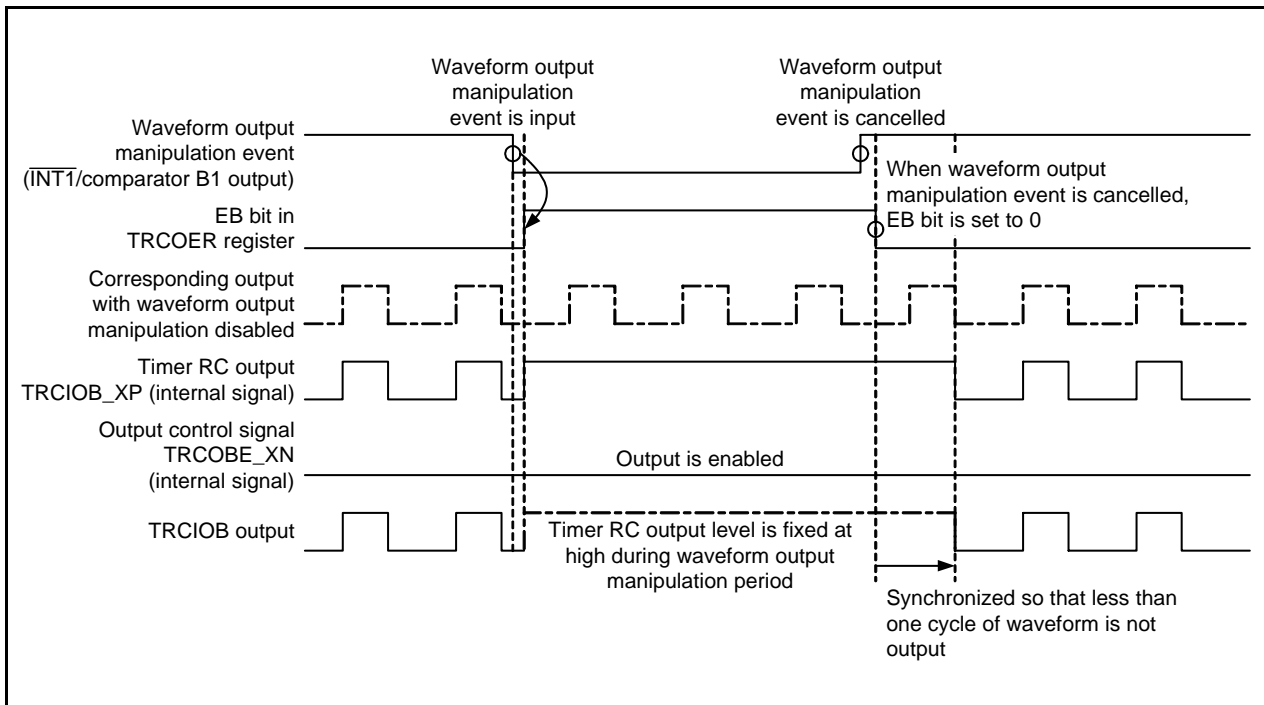 Waveform output
manipulation
event is input
Waveform output
manipulation
event is cancelled
Waveform output
manipulation event
(INT1/comparator B1 output)
When waveform output
manipulation event is cancelled,
EB bit is set to 0
EB bit in
TRCOER register
Corresponding output
with waveform output
manipulation disabled
Timer RC output
TRCIOB_XP (internal signal)
Output control signal
TRCOBE_XN
(internal signal)
Output is enabled
TRCIOB output
Timer RC output level is fixed at
high during waveform output
manipulation period
Synchronized so that less than
one cycle of waveform is not
output